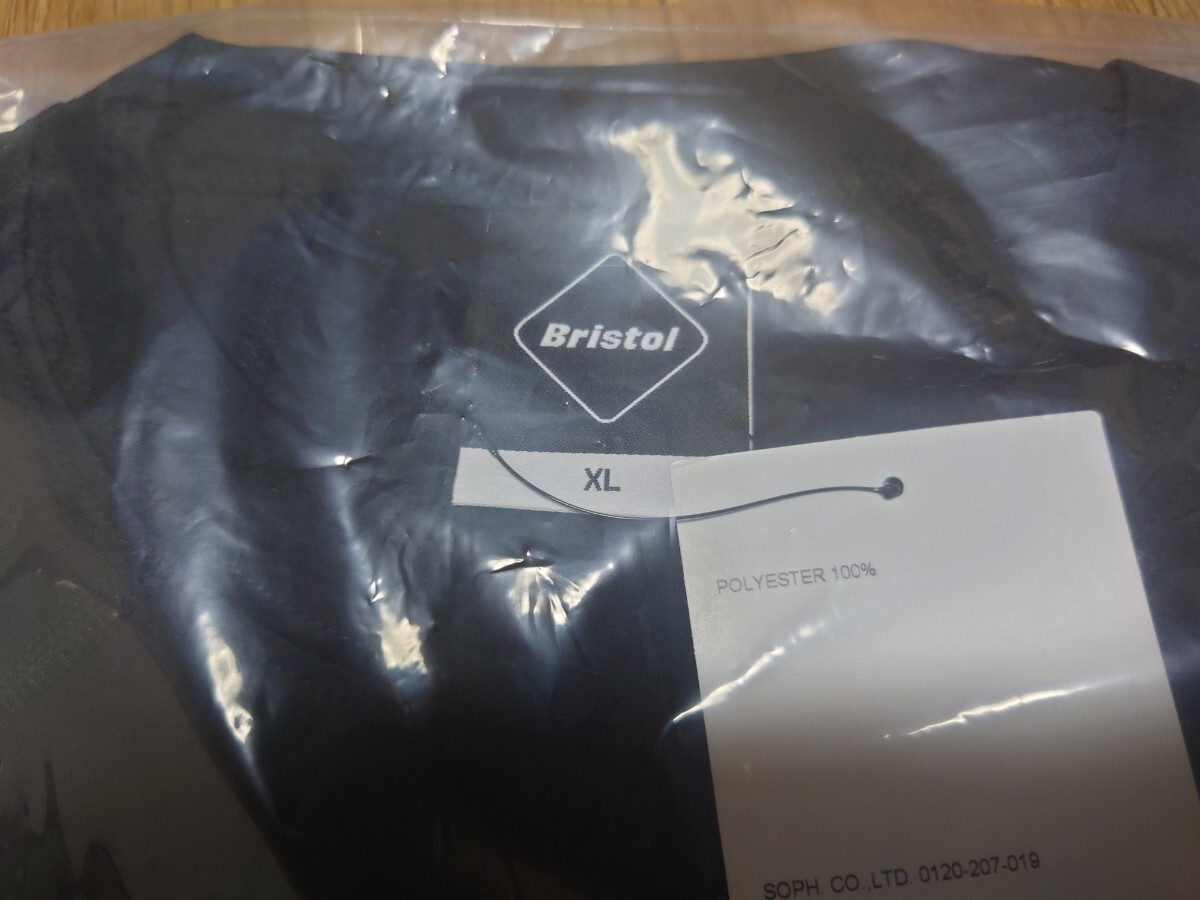 Bristol
XL
POLYESTER 100%
SOPH. CO.,LTD. 0120-207-019